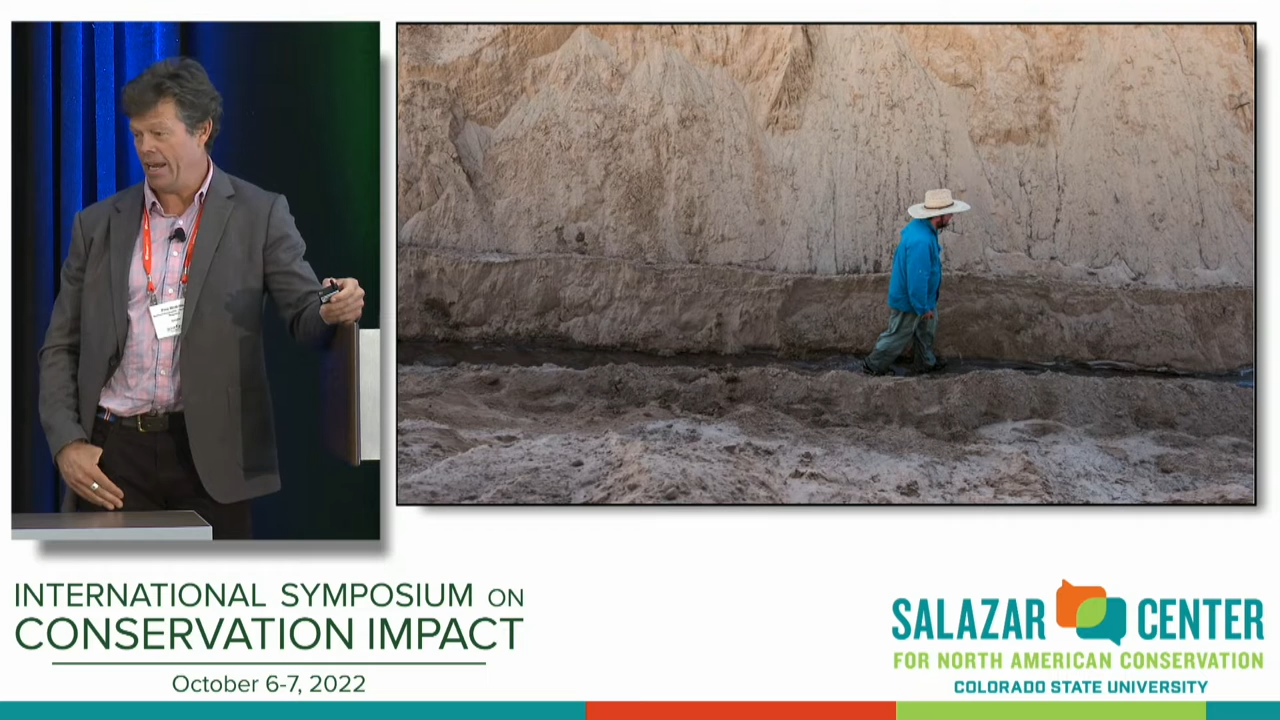 INTERNATIONAL SYMPOSIUM ON
CONSERVATION IMPACT
October 6-7, 2022
SALAZAR CENTER
FOR NORTH AMERICAN CONSERVATION
COLORADO STATE UNIVERSITY